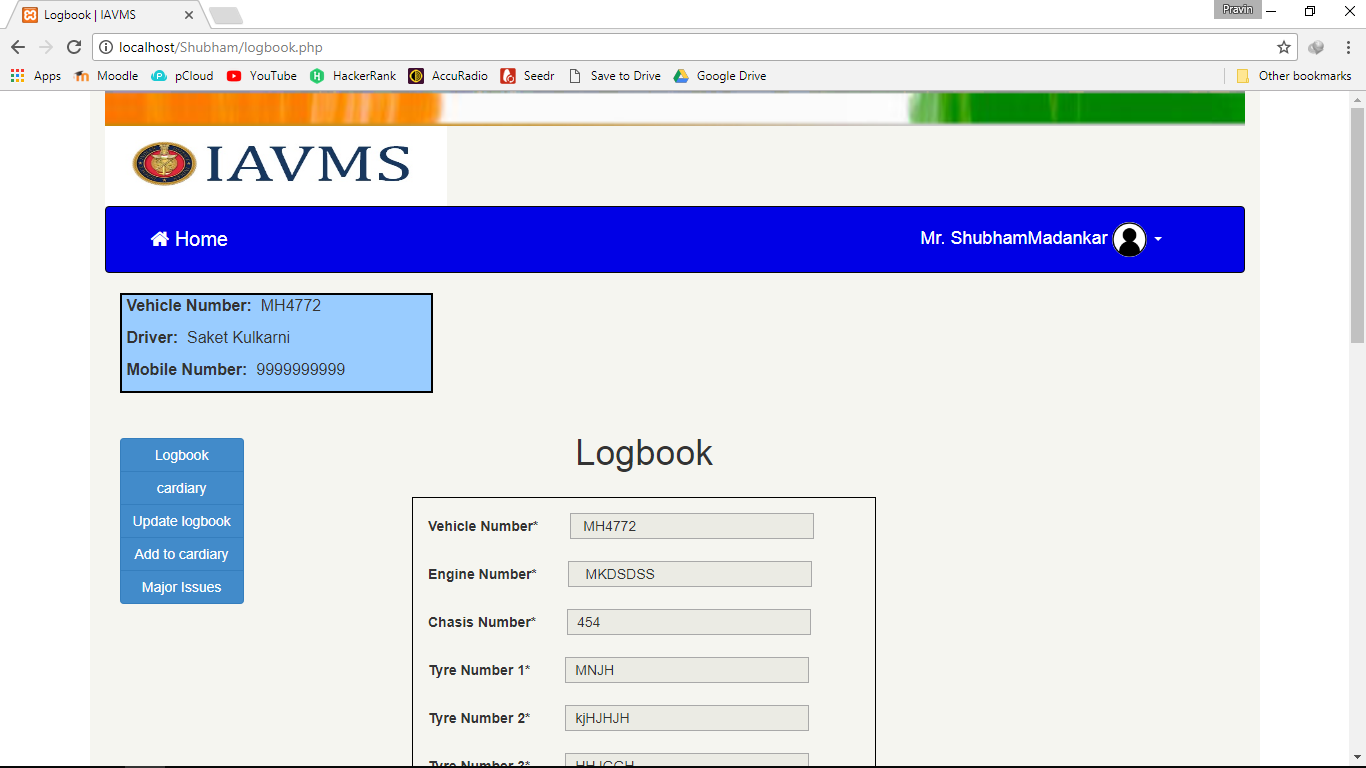 Logbook | IAVMS
Pravin
localhost/Shubham/logbook.php
Apps Moodle pCloud YouTube HackerRank AccuRadio Seedr Save to Drive Google Drive Other bookmarks
IAVMS
Home Mr. ShubhamMadankar
Vehicle Number: MH4772
Driver: Saket Kulkarni
Mobile Number: 9999999999
Logbook
cardiary
Update logbook
Add to cardiary
Major Issues
Logbook
Vehicle Number* MH4772
Engine Number* MKDSDSS
Chasis Number* 454
Tyre Number 1* MNJH
Tyre Number 2* kjHJHJH
Tyre Number 3*